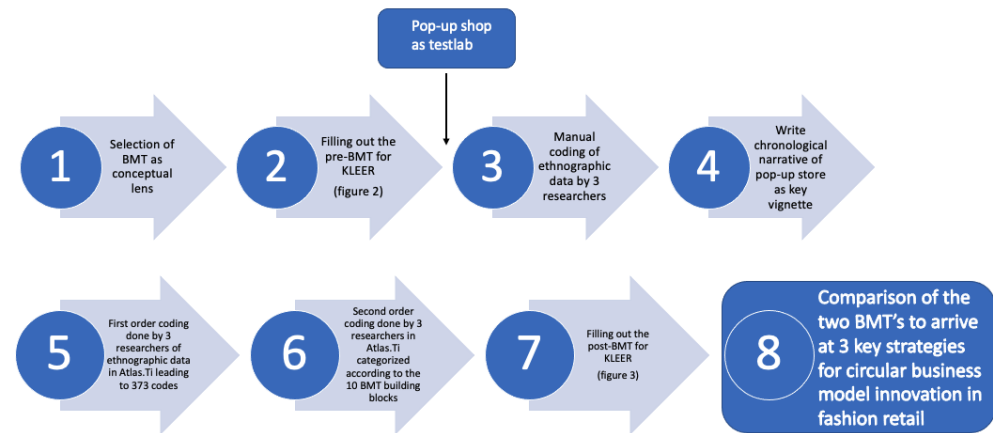 Pop-up shop
as testlab
1
Selection of
BMT as
conceptual
lens
2
Filling out the
pre-BMT for
KLEER
(figure 2)
3
Manual
coding of
ethnographic
data by 3
researchers
4
Write
chronological
narrative of
pop-up store
as key
vignette
5
First order coding
done by 3
researchers of
ethnographic data
in Atlas.Ti leading
to 373 codes
6
Second order
coding done by 3
researchers in
Atlas.Ti
categorized
according to the
10 BMT building
blocks
7
Filling out the
post-BMT for
KLEER
(figure 3)
8
Comparison of the
two BMT's to arrive
at 3 key strategies
for circular business
model innovation in
fashion retail